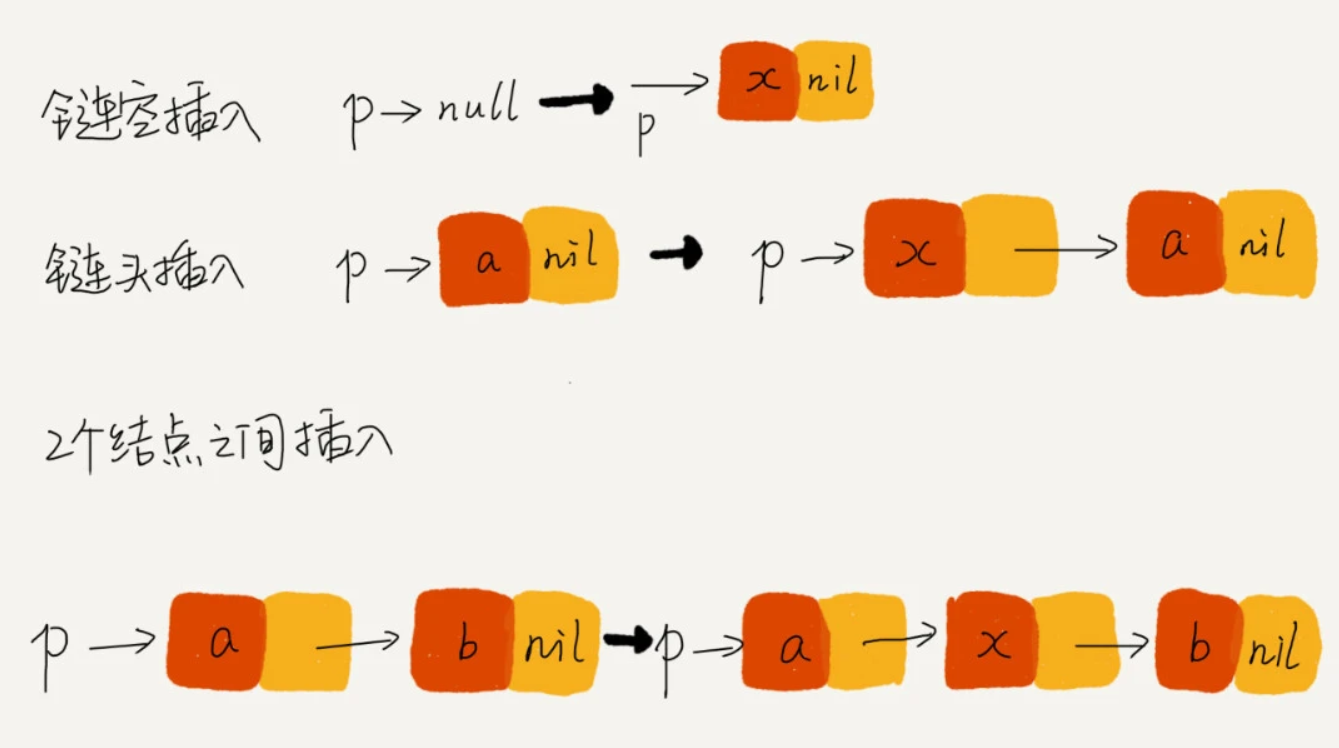 链空插入 p→ null → p x nil
链头插入 p→ a nil → p→ x → a nil
2个结点之间插入
p → a → b nil → p → a → x → b nil